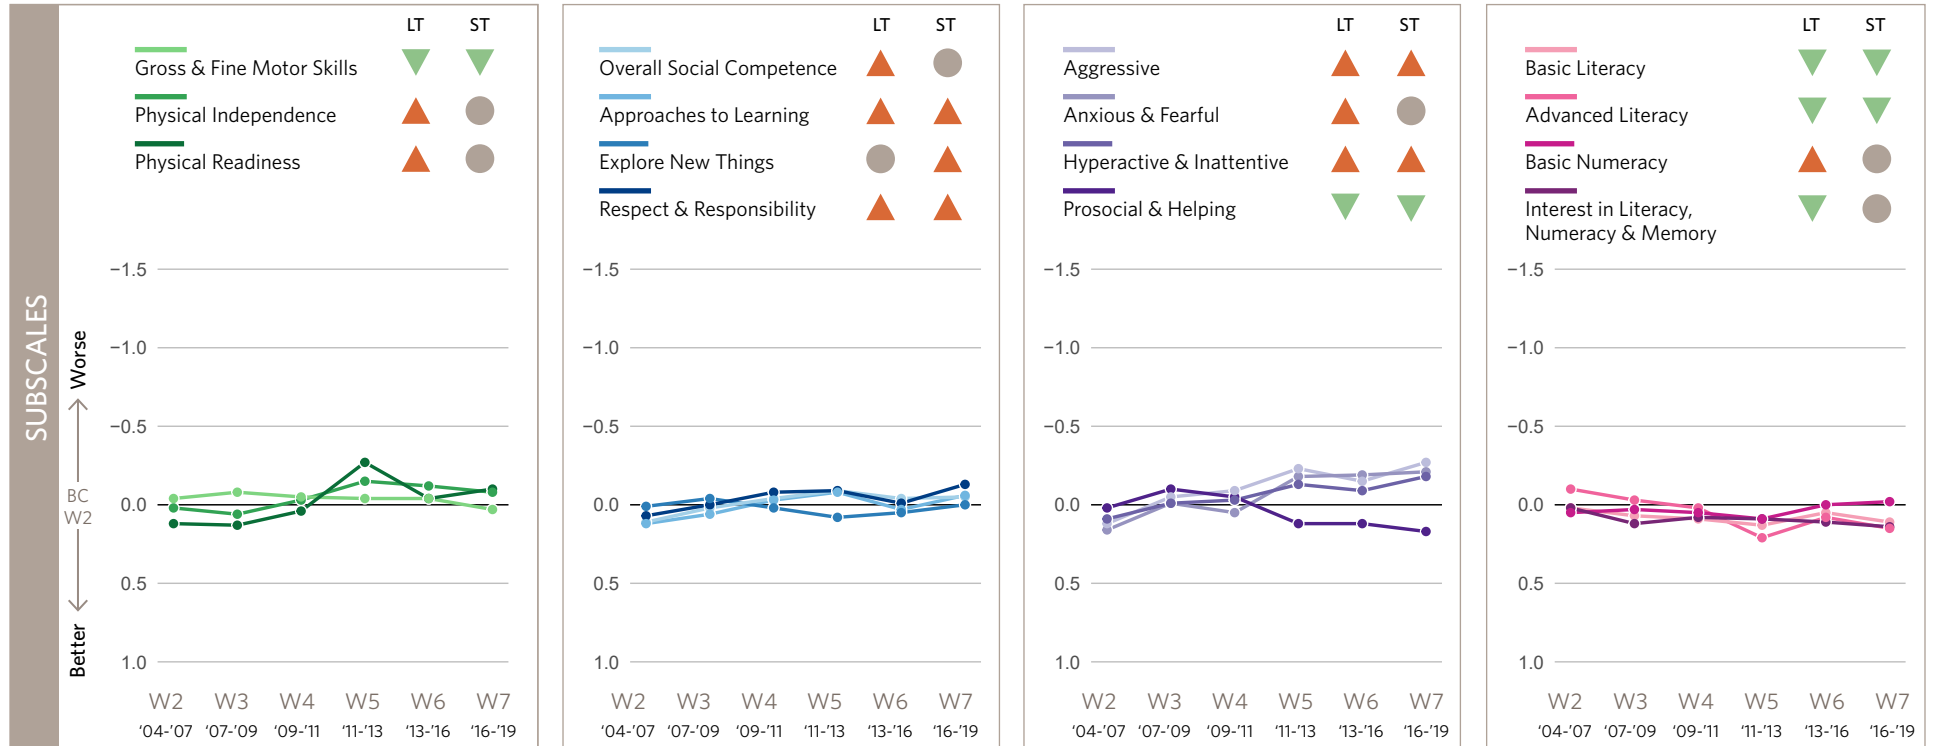 SUBSCALES
Worse
BC
W2
Better
LT ST
Gross & Fine Motor Skills
Physical Independence
Physical Readiness
−1.5
−1.0
−0.5
0.0
0.5
1.0
W2 W3 W4 W5 W6 W7
‘04-’07 ‘07-’09 ‘09-’11 ‘11-’13 ‘13-’16 ‘16-’19
LT ST
Overall Social Competence
Approaches to Learning
Explore New Things
Respect & Responsibility
−1.5
−1.0
−0.5
0.0
0.5
1.0
W2 W3 W4 W5 W6 W7
‘04-’07 ‘07-’09 ‘09-’11 ‘11-’13 ‘13-’16 ‘16-’19
LT ST
Aggressive
Anxious & Fearful
Hyperactive & Inattentive
Prosocial & Helping
−1.5
−1.0
−0.5
0.0
0.5
1.0
W2 W3 W4 W5 W6 W7
‘04-’07 ‘07-’09 ‘09-’11 ‘11-’13 ‘13-’16 ‘16-’19
LT ST
Basic Literacy
Advanced Literacy
Basic Numeracy
Interest in Literacy,
Numeracy & Memory
−1.5
−1.0
−0.5
0.0
0.5
1.0
W2 W3 W4 W5 W6 W7
‘04-’07 ‘07-’09 ‘09-’11 ‘11-’13 ‘13-’16 ‘16-’19